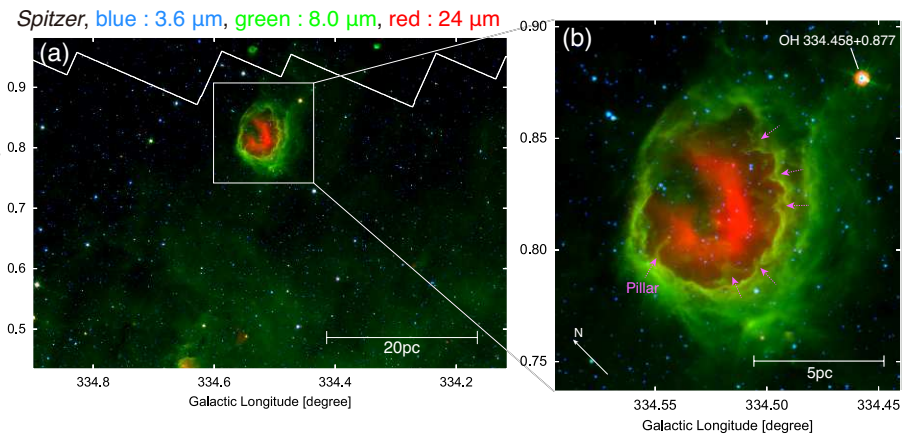 Spitzer, blue : 3.6 μm, green : 8.0 μm, red : 24 μm
(a)
0.9
0.8
0.7
0.6
0.5
20pc
334.8
334.6
334.4
334.2
Galactic Longitude [degree]
(b)
OH 334.458+0.877
0.90
0.85
0.80
0.75
Pillar
N
5pc
334.55
334.50
334.45
Galactic Longitude [degree]